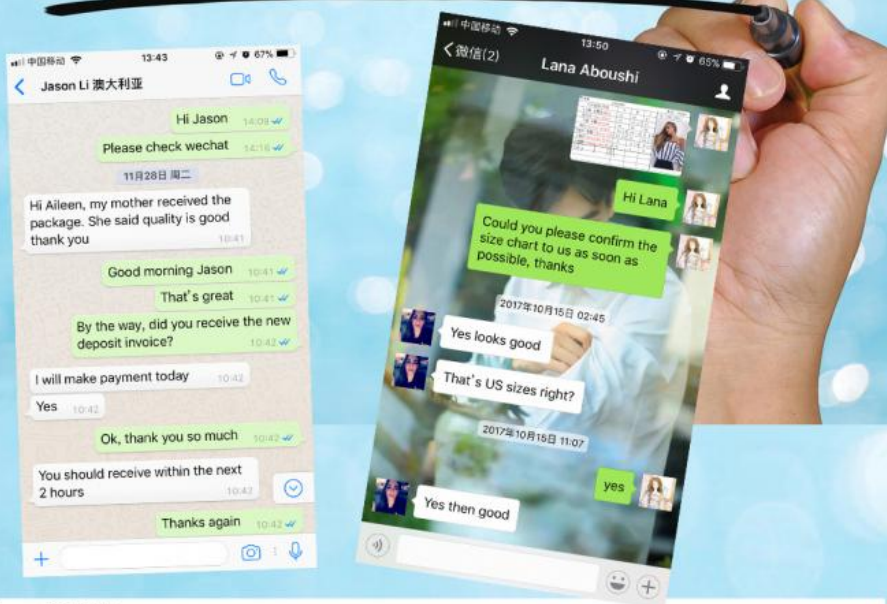 中国移动
13:43
67%
Jason Li 澳大利亚
Hi Jason 14:09
Please check wechat 14:16
11月28日 周二
Hi Aileen, my mother received the
package. She said quality is good
thank you 10:41
Good morning Jason 10:41
That's great 10:41
By the way, did you receive the new
deposit invoice? 10:42
I will make payment today 10:42
Yes 10:42
Ok, thank you so much 10:42
You should receive within the next
2 hours 10:42
Thanks again 10:42
中国移动
13:50
65%
微信(2)
Lana Aboushi
Hi Lana
Could you please confirm the
size chart to us as soon as
possible, thanks
2017年10月15日 02:45
Yes looks good
That's US sizes right?
2017年10月15日 11:07
yes
Yes then good